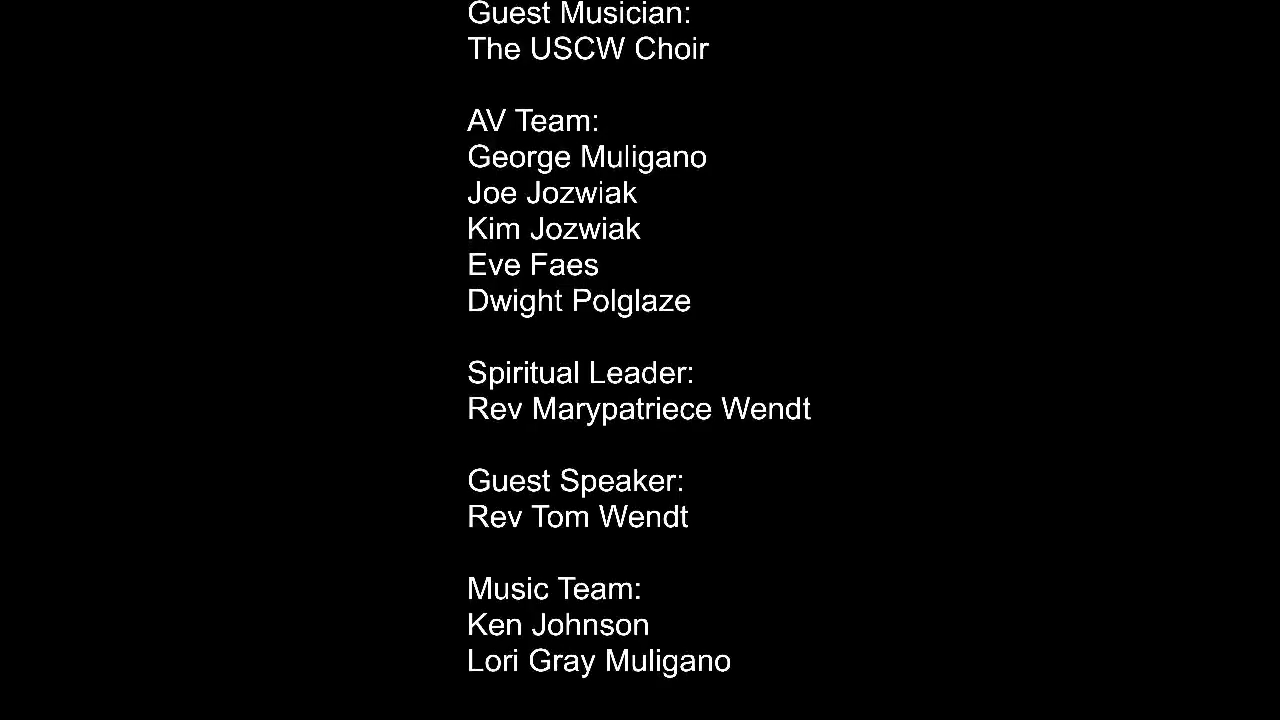 Guest Musician:
The USCW Choir
AV Team:
George Muligano
Joe Jozwiak
Kim Jozwiak
Eve Faes
Dwight Polglaze
Spiritual Leader:
Rev Marypatriece Wendt
Guest Speaker:
Rev Tom Wendt
Music Team:
Ken Johnson
Lori Gray Muligano